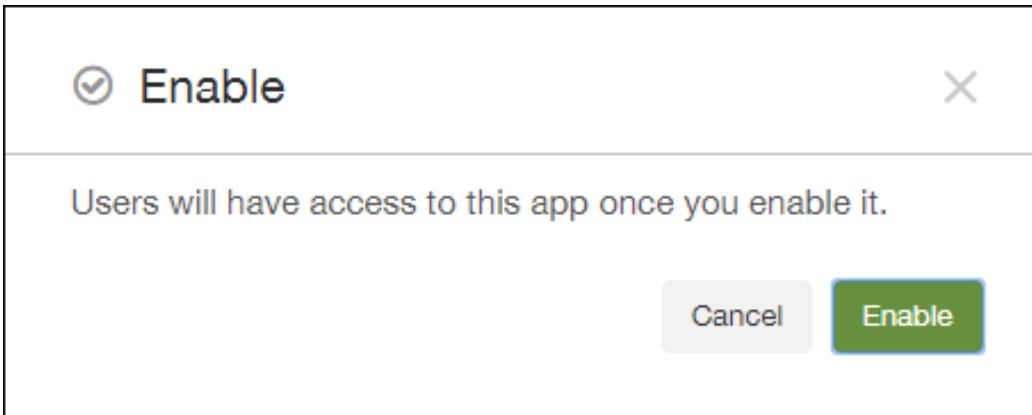 Enable
Users will have access to this app once you enable it.
Cancel
Enable